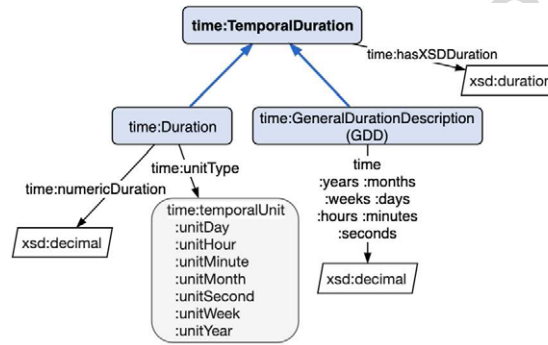 time:TemporalDuration
time:hasXSDDuration
xsd:duration
time:Duration
time:GeneralDurationDescription
(GDD)
time:numericDuration
time:unitType
time
:years :months
:weeks :days
:hours :minutes
:seconds
xsd:decimal
time:temporalUnit
:unitDay
:unitHour
:unitMinute
:unitMonth
:unitSecond
:unitWeek
:unitYear
xsd:decimal